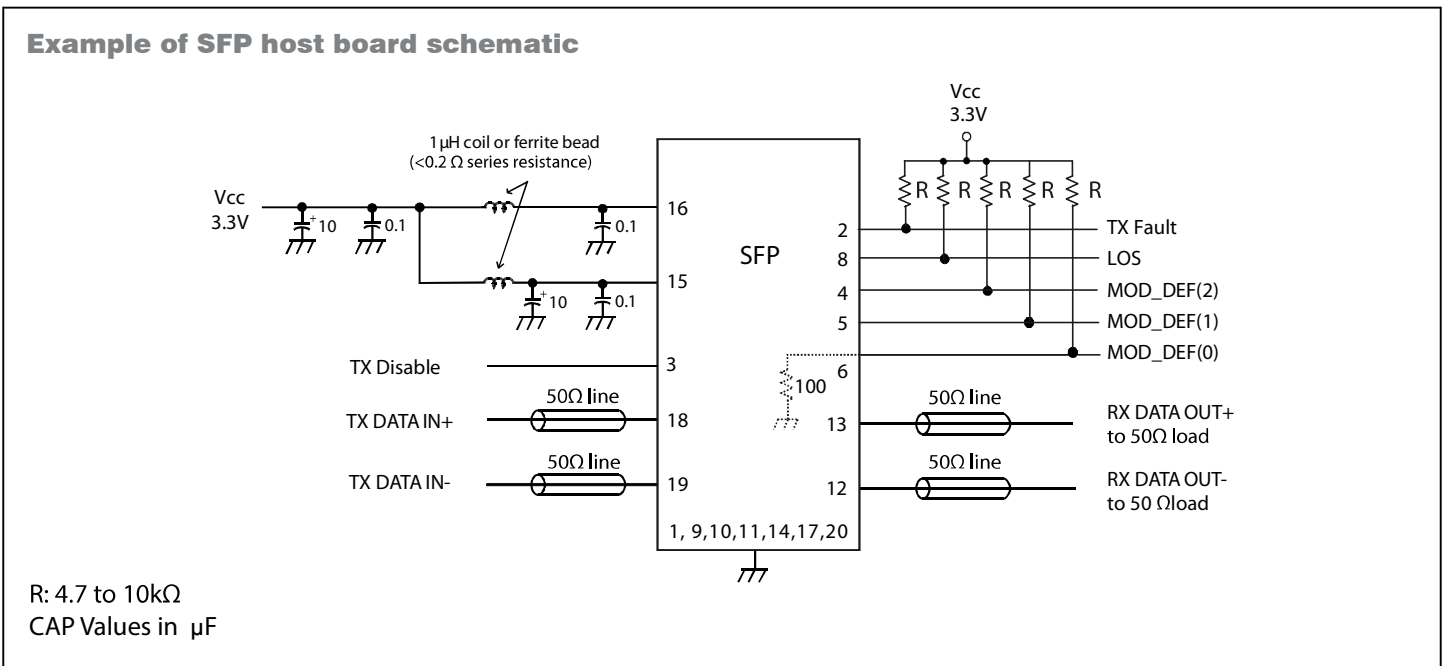 Example of SFP host board schematic
Vcc
3.3V
1 µH coil or ferrite bead
(<0.2 Ω series resistance)
Vcc
3.3V
+
10
0.1
0.1
16
+
10
0.1
15
SFP
R
R
R
R
R
2
TX Fault
8
LOS
4
MOD_DEF(2)
5
MOD_DEF(1)
6
MOD_DEF(0)
100
TX Disable
3
TX DATA IN+
50Ω line
18
TX DATA IN-
50Ω line
19
13
50Ω line
RX DATA OUT+
to 50Ω load
12
50Ω line
RX DATA OUT-
to 50 Ωload
1, 9,10,11,14,17,20
R: 4.7 to 10kΩ
CAP Values in µF